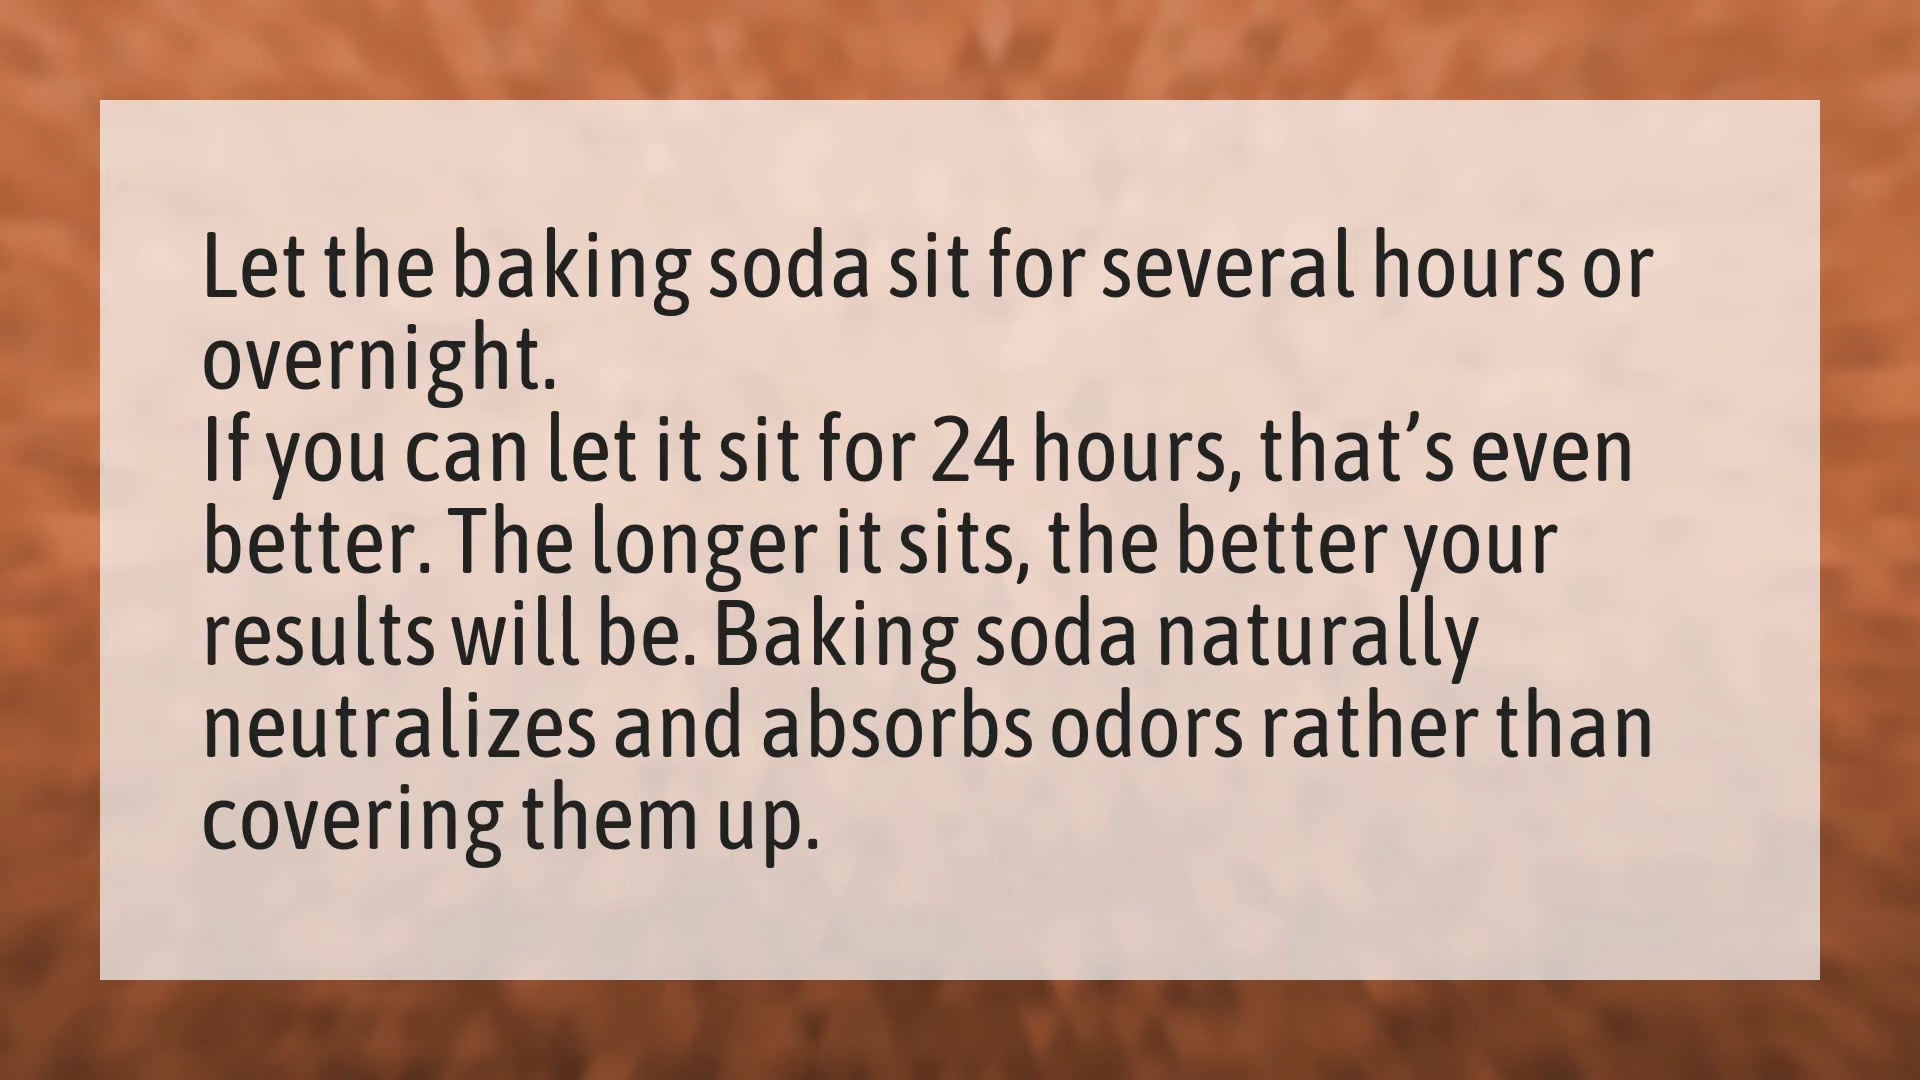 Let the baking soda sit for several hours or
overnight.
If you can let it sit for 24 hours, that’s even
better. The longer it sits, the better your
results will be. Baking soda naturally
neutralizes and absorbs odors rather than
covering them up.